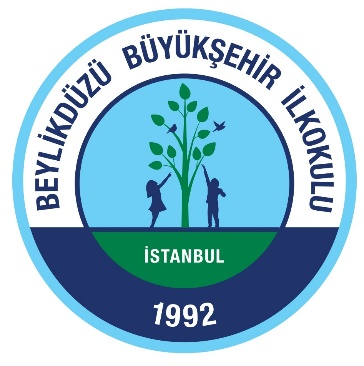 BEYLİKDÜZÜ BÜYÜKŞEHİR İLKOKULU
İSTANBUL
1992